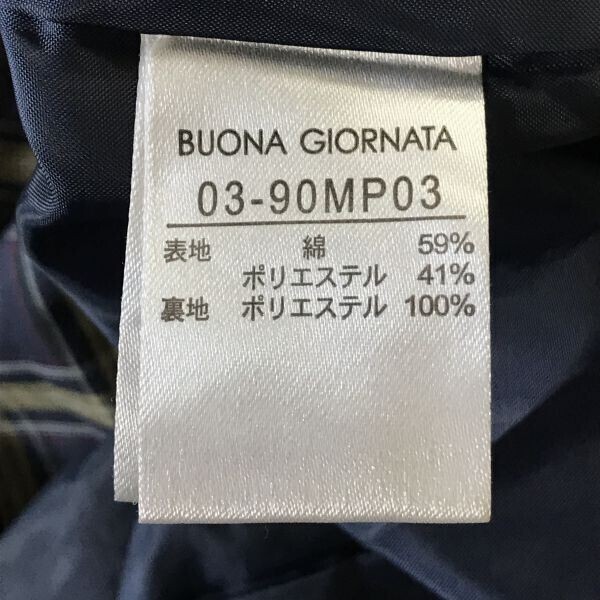 BUONA GIORNATA
03-90MP03
表地 綿 59%
ポリエステル 41%
裏地 ポリエステル 100%